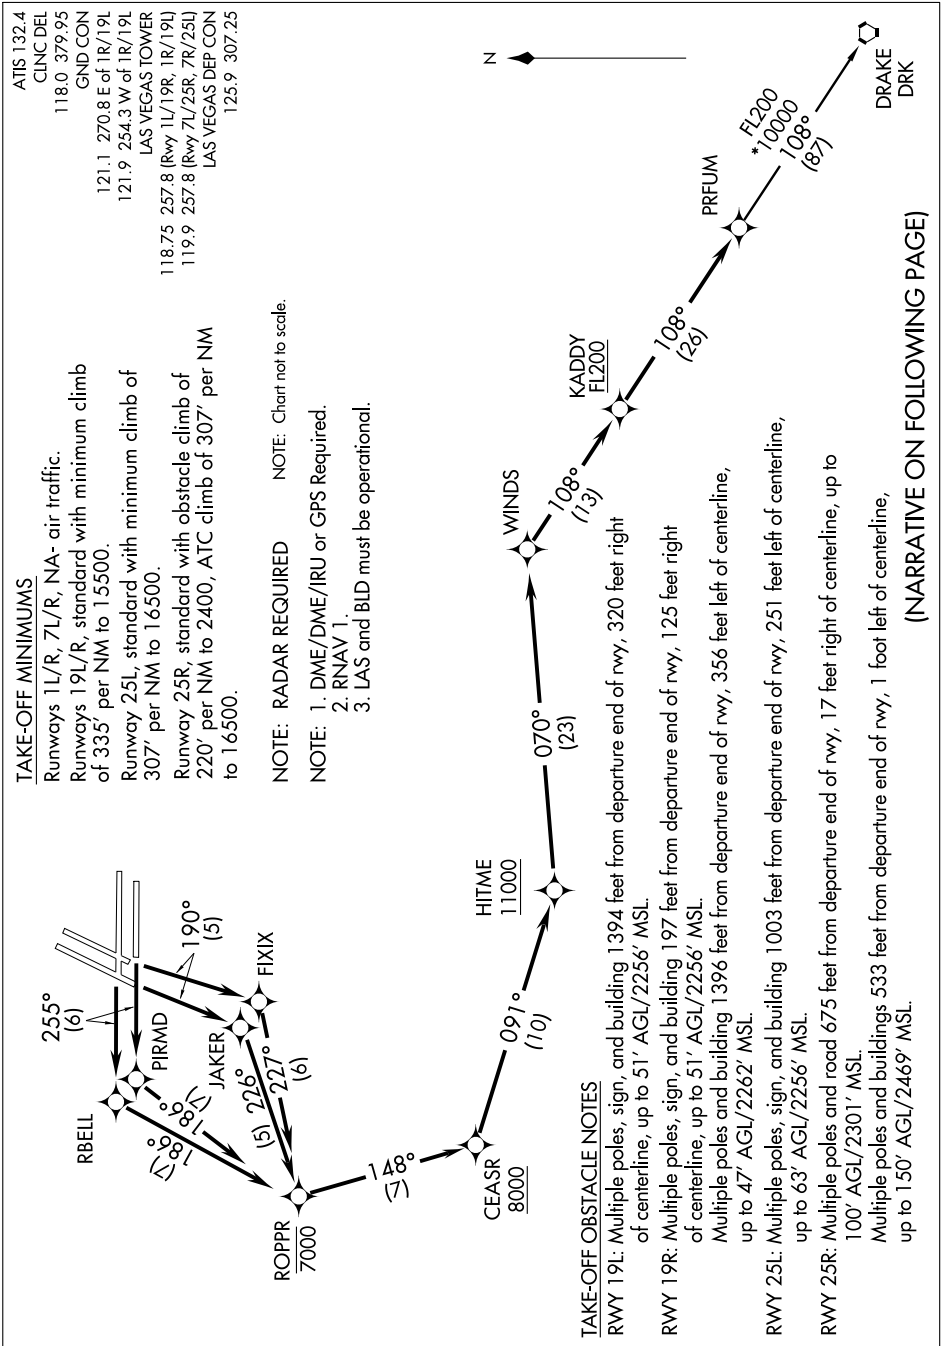 TAKE-OFF MINIMUMS
Runways 1L/R, 7L/R, NA- air traffic.
Runways 19L/R, standard with minimum climb
of 335' per NM to 15500.
Runway 25L, standard with minimum climb of
307' per NM to 16500.
Runway 25R, standard with obstacle climb of
220' per NM to 2400, ATC climb of 307' per NM
to 16500.
ATIS 132.4
CLNC DEL
118.0 379.95
GND CON
121.1 270.8 E of 1R/19L
121.9 254.3 W of 1R/19L
LAS VEGAS TOWER
118.75 257.8 (Rwy 1L/19R, 1R/19L)
119.9 257.8 (Rwy 7L/25R, 7R/25L)
LAS VEGAS DEP CON
125.9 307.25
NOTE: RADAR REQUIRED
NOTE: Chart not to scale.
NOTE: 1. DME/DME/IRU or GPS Required.
2. RNAV 1.
3. LAS and BLD must be operational.
N
255°
(6)
190°
(5)
RBELL
PIRMD
JAKER
FIXIX
186°
(7)
186°
(7)
(5) 226°
227°
(6)
ROPPR
7000
148°
(7)
CEASR
8000
091°
(10)
HITME
11000
070°
(23)
WINDS
108°
(13)
KADDY
FL200
108°
(26)
PRFUM
FL200
*10000
108°
(87)
DRAKE
DRK
TAKE-OFF OBSTACLE NOTES
RWY 19L: Multiple poles, sign, and building 1394 feet from departure end of rwy, 320 feet right
of centerline, up to 51' AGL/2256' MSL.
RWY 19R: Multiple poles, sign, and building 197 feet from departure end of rwy, 125 feet right
of centerline, up to 51' AGL/2256' MSL.
Multiple poles and building 1396 feet from departure end of rwy, 356 feet left of centerline,
up to 47' AGL/2262' MSL.
RWY 25L: Multiple poles, sign, and building 1003 feet from departure end of rwy, 251 feet left of centerline,
up to 63' AGL/2256' MSL.
RWY 25R: Multiple poles and road 675 feet from departure end of rwy, 17 feet right of centerline, up to
100' AGL/2301' MSL.
Multiple poles and buildings 533 feet from departure end of rwy, 1 foot left of centerline,
up to 150' AGL/2469' MSL.
(NARRATIVE ON FOLLOWING PAGE)